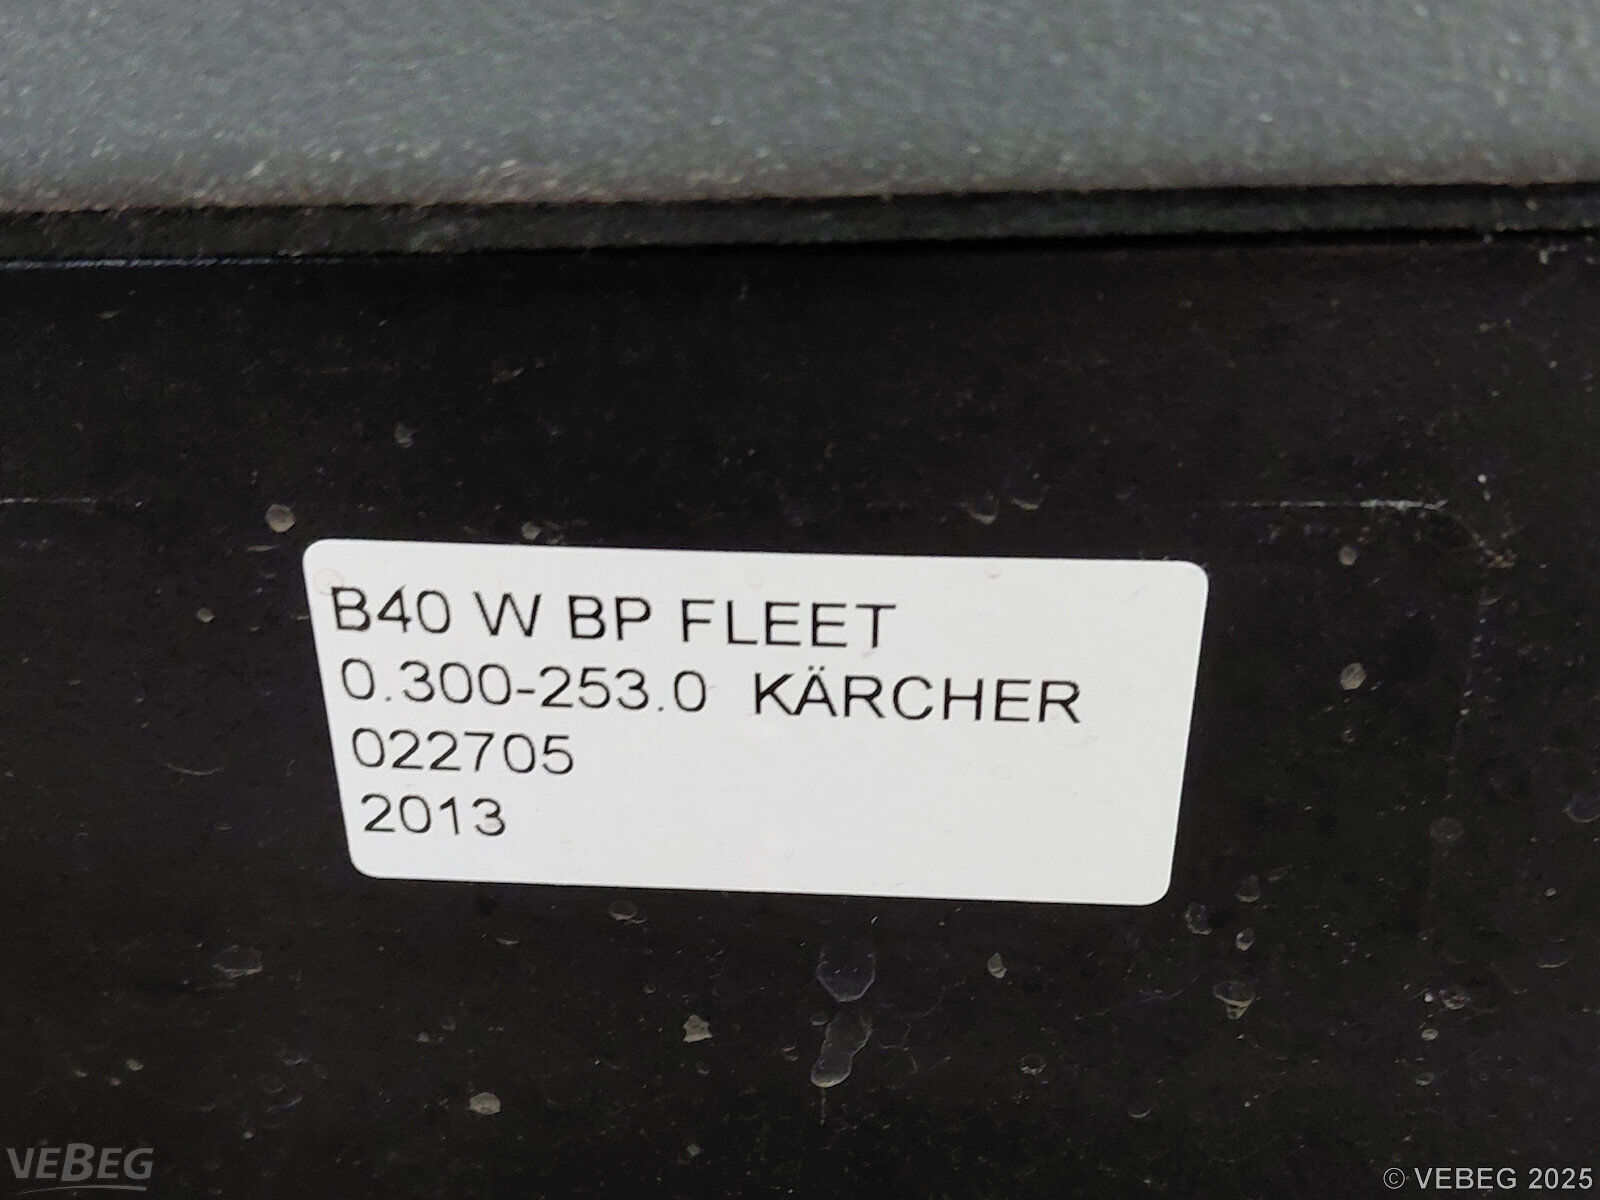 B40 W BP FLEET
0.300-253.0 KÄRCHER
022705
2013
VEBEG
© VEBEG 2025